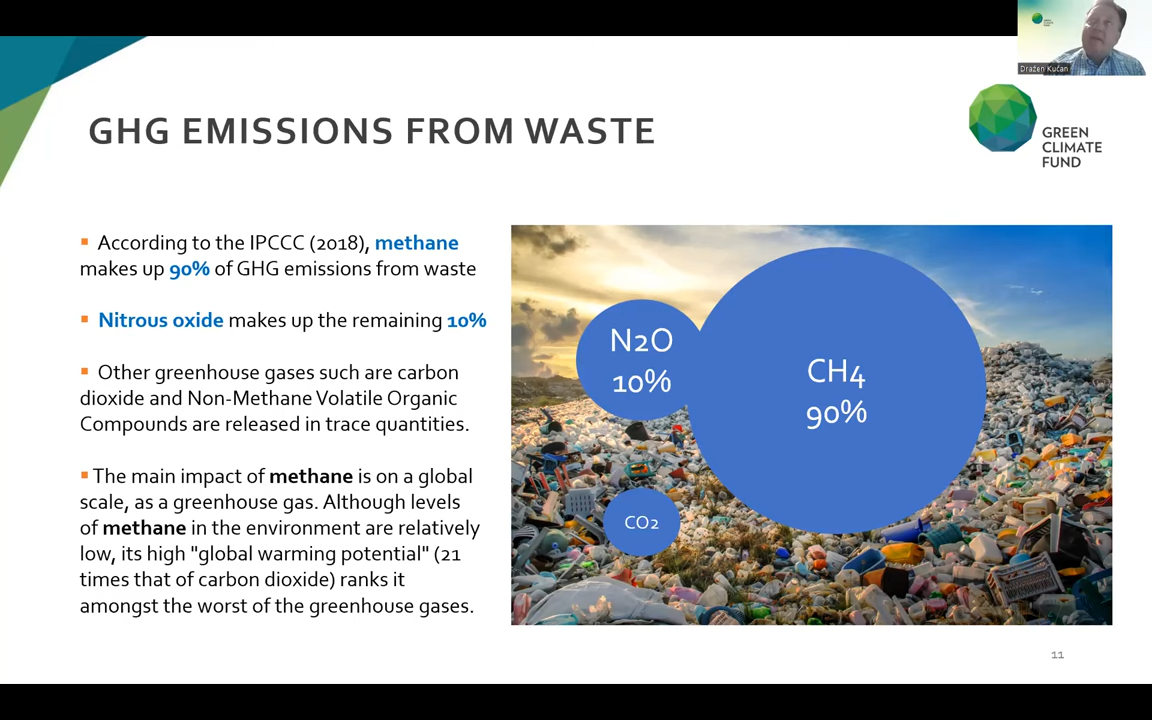 Dražen Kučan
GHG EMISSIONS FROM WASTE
GREEN
CLIMATE
FUND
▪ According to the IPCCC (2018), methane
makes up 90% of GHG emissions from waste
▪ Nitrous oxide makes up the remaining 10%
▪ Other greenhouse gases such are carbon
dioxide and Non-Methane Volatile Organic
Compounds are released in trace quantities.
▪ The main impact of methane is on a global
scale, as a greenhouse gas. Although levels
of methane in the environment are relatively
low, its high "global warming potential" (21
times that of carbon dioxide) ranks it
amongst the worst of the greenhouse gases.
N2O
10%
CH4
90%
CO2
11